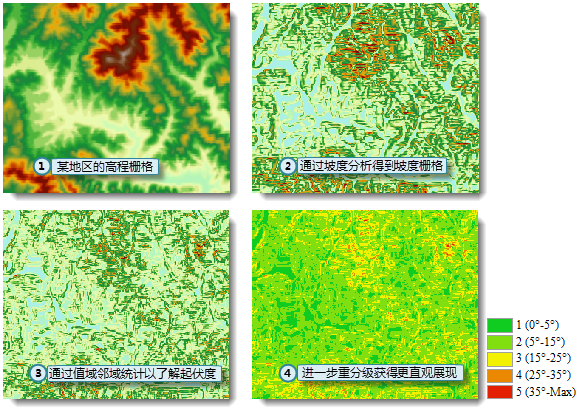 1 某地区的高程栅格
2 通过坡度分析得到坡度栅格
3 通过值域邻域统计以了解起伏度
4 进一步重分级获得更直观展现
1 (0°-5°)
2 (5°-15°)
3 (15°-25°)
4 (25°-35°)
5 (35°-Max)